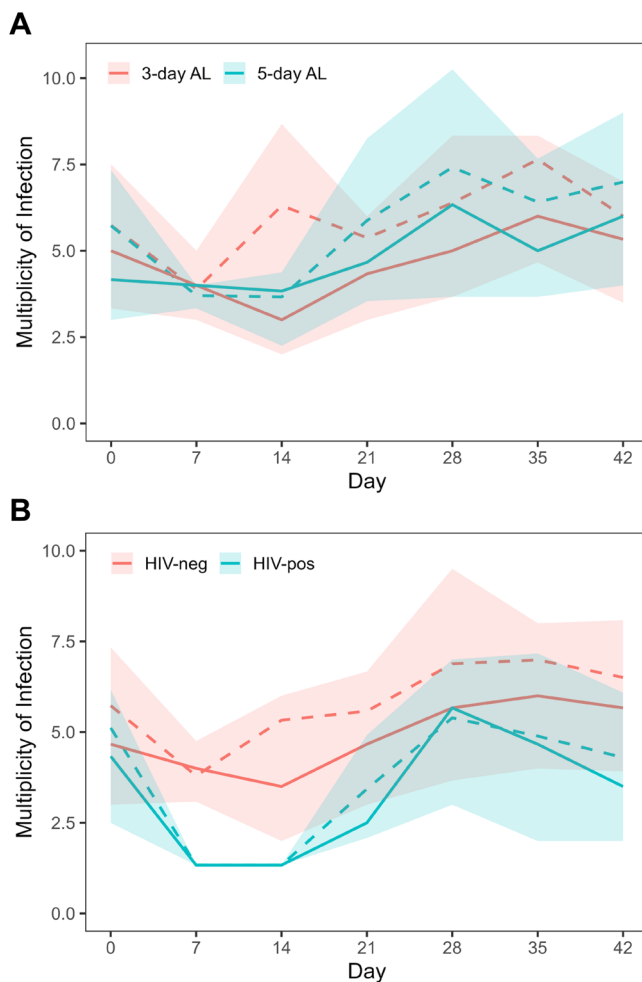 A
3-day AL 5-day AL
10.0
7.5
5.0
2.5
0.0
Multiplicity of Infection
0 7 14 21 28 35 42
Day
B
HIV-neg HIV-pos
10.0
7.5
5.0
2.5
0.0
Multiplicity of Infection
0 7 14 21 28 35 42
Day